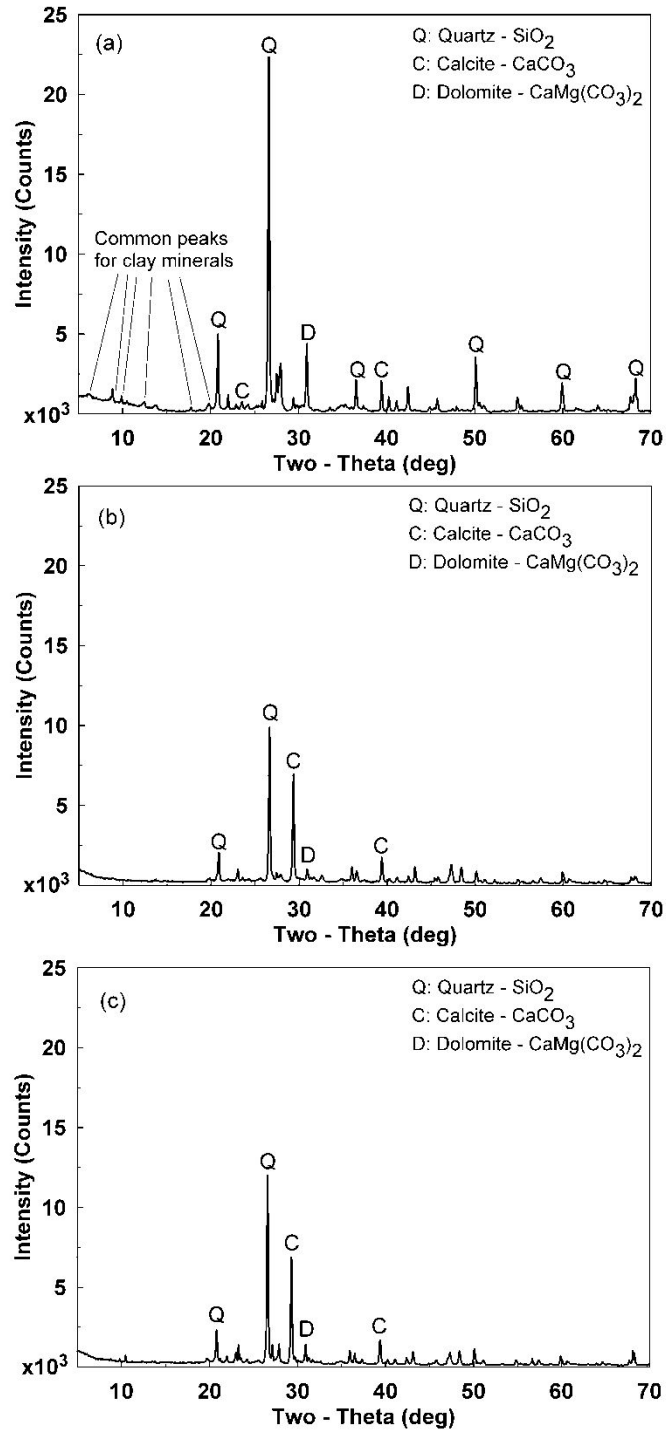 25
(a)
Q
Q: Quartz - SiO2
C: Calcite - CaCO3
D: Dolomite - CaMg(CO3)2
20
15
10
Common peaks
for clay minerals
5
Q
C
D
Q
C
Q
Q
Q
x10³
Intensity (Counts)
10 20 30 40 50 60 70
Two - Theta (deg)
25
(b)
Q: Quartz - SiO2
C: Calcite - CaCO3
D: Dolomite - CaMg(CO3)2
20
15
10
5
Q
C
Q
D
C
x10³
Intensity (Counts)
10 20 30 40 50 60 70
Two - Theta (deg)
25
(c)
Q: Quartz - SiO2
C: Calcite - CaCO3
D: Dolomite - CaMg(CO3)2
20
15
10
5
Q
C
Q
D
C
x10³
Intensity (Counts)
10 20 30 40 50 60 70
Two - Theta (deg)